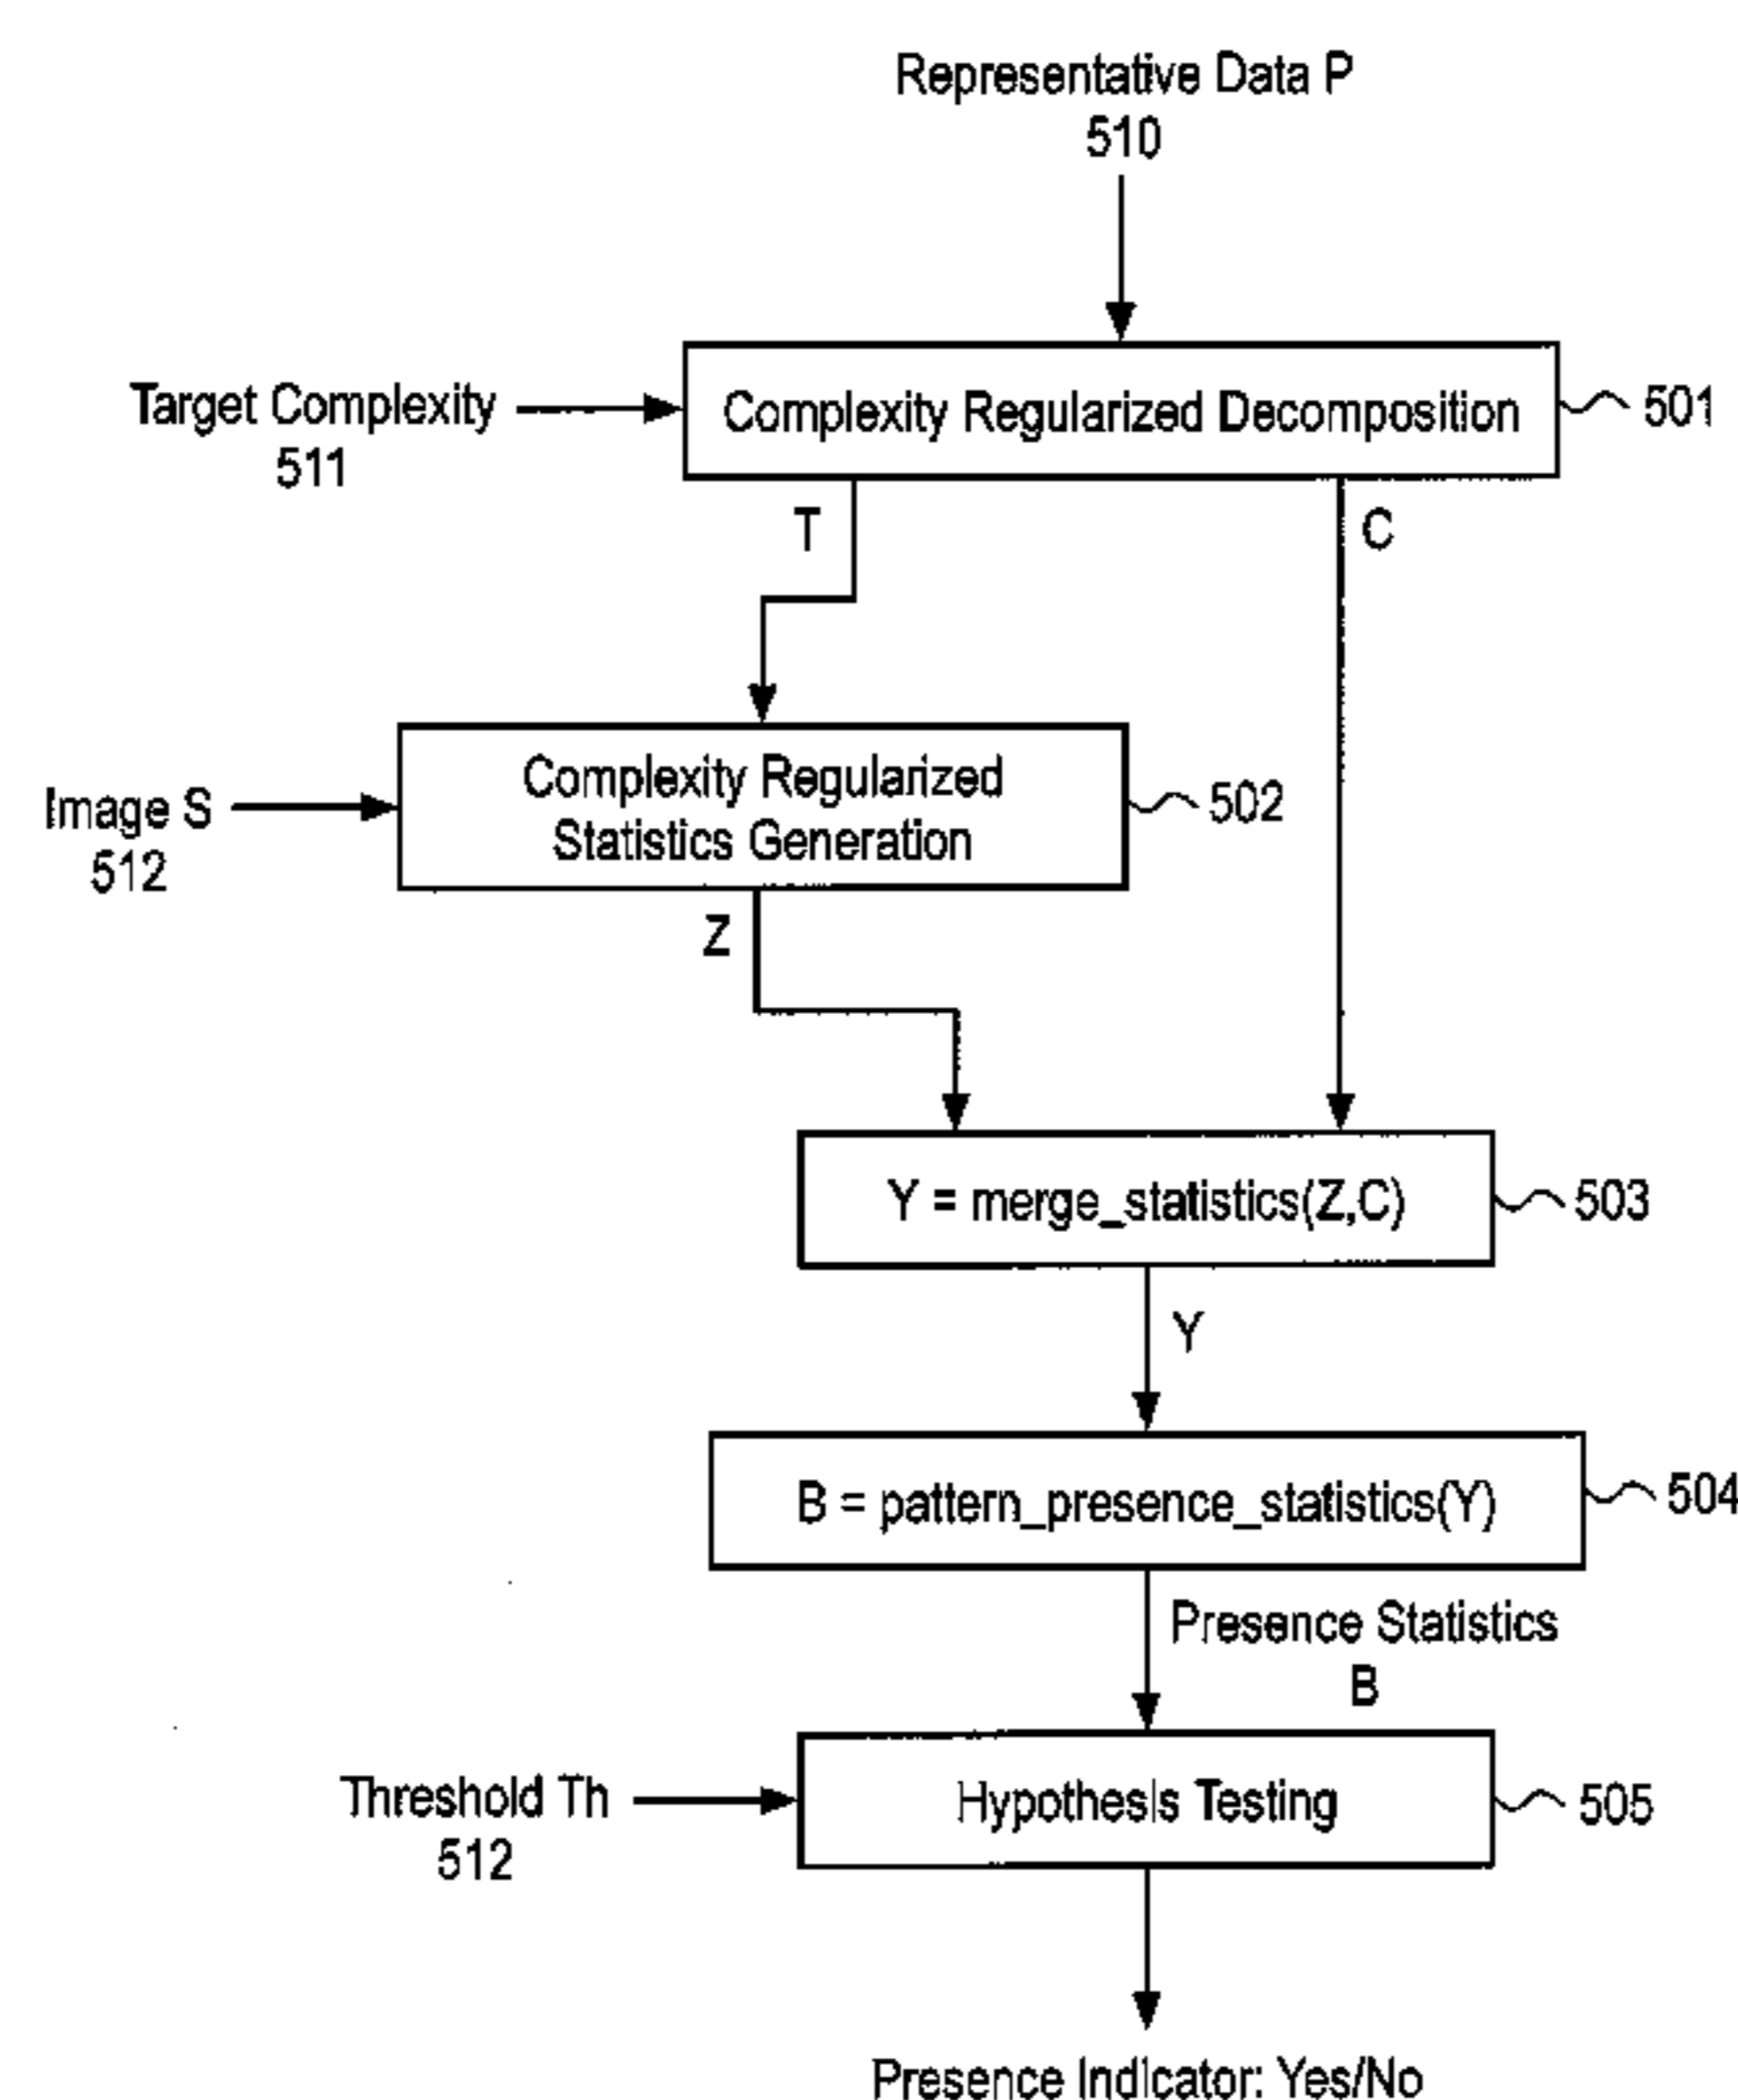 Representative Data P
510
Target Complexity
511
Complexity Regularized Decomposition
501
T
C
Image S
512
Complexity Regularized
Statistics Generation
502
Z
Y = merge_statistics(Z,C)
503
Y
B = pattern_presence_statistics(Y)
504
Presence Statistics
B
Threshold Th
512
Hypothesis Testing
505
Presence Indicator: Yes/No